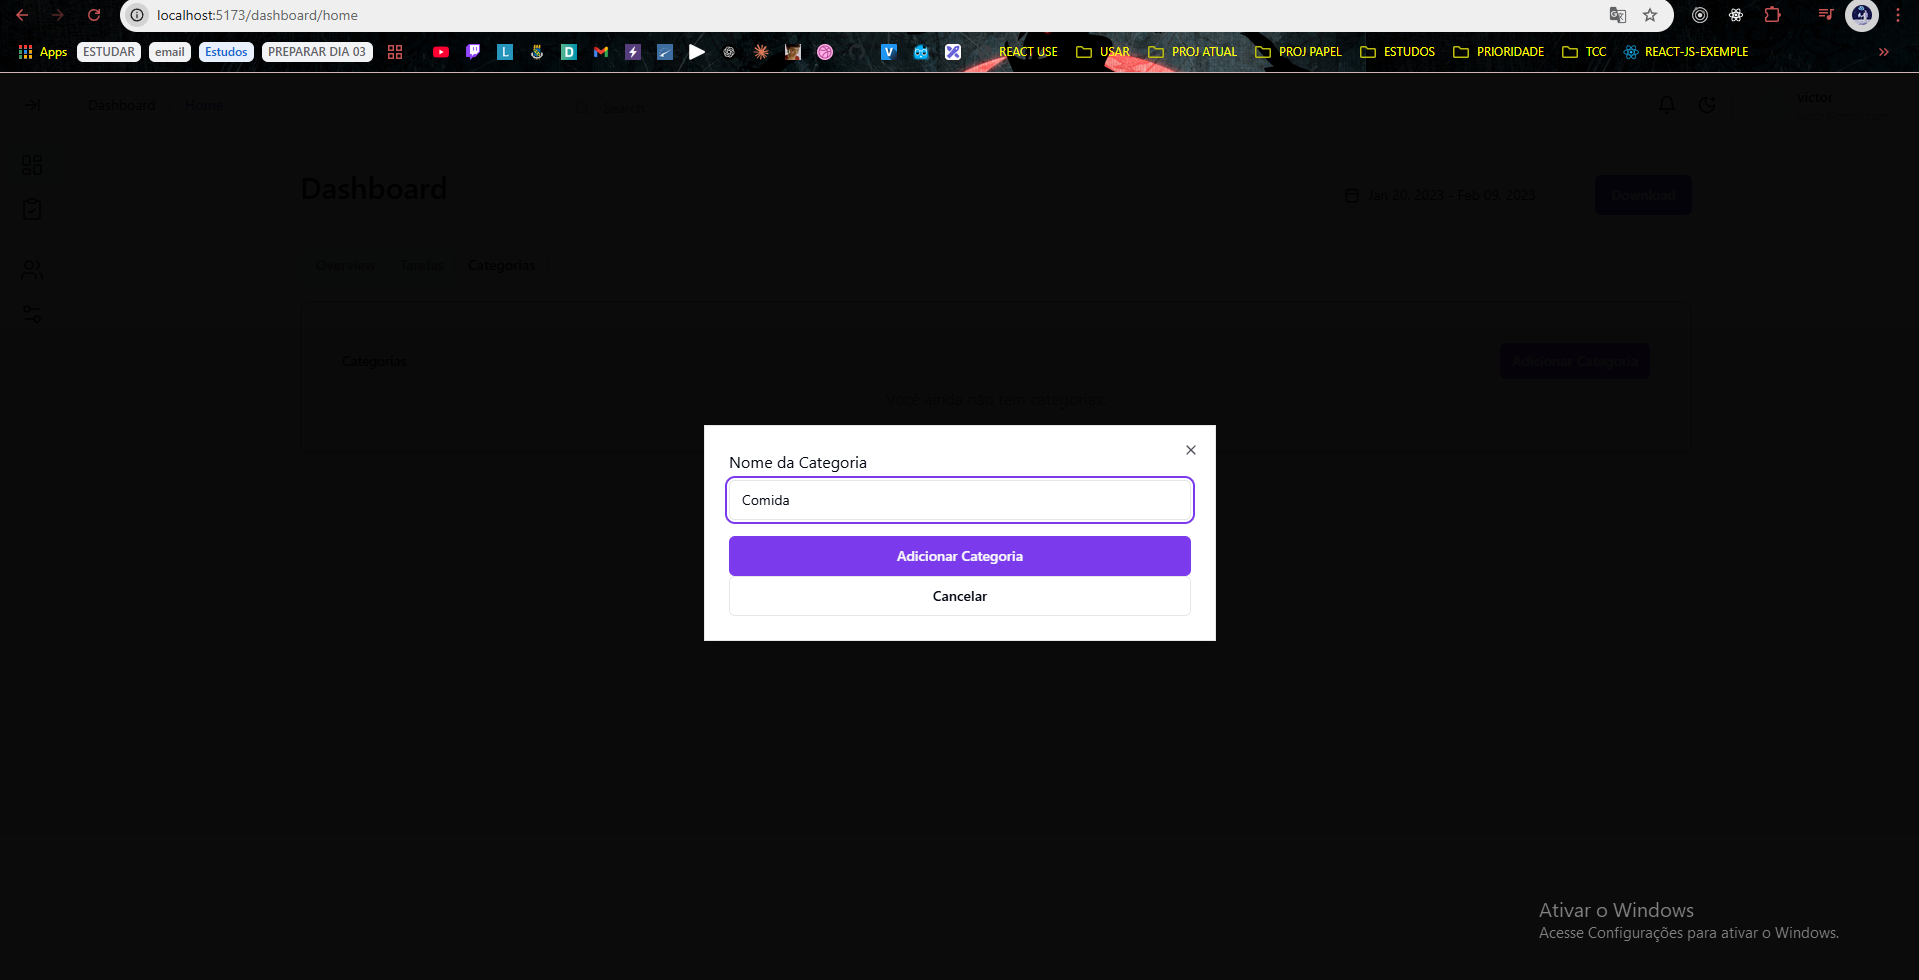 localhost:5173/dashboard/home
Apps ESTUDAR email Estudos PREPARAR DIA 03 REACT USE USAR PROJ ATUAL PROJ PAPEL ESTUDOS PRIORIDADE TCC REACT-JS-EXEMPLE
Dashboard Home Search victor
Dashboard Jan 20, 2023 - Feb 09, 2023 Download
Overview Tarefas Categorias
Categorias Adicionar Categoria
Você ainda não tem categorias
Nome da Categoria
Comida
Adicionar Categoria
Cancelar
Ativar o Windows
Acesse Configurações para ativar o Windows.